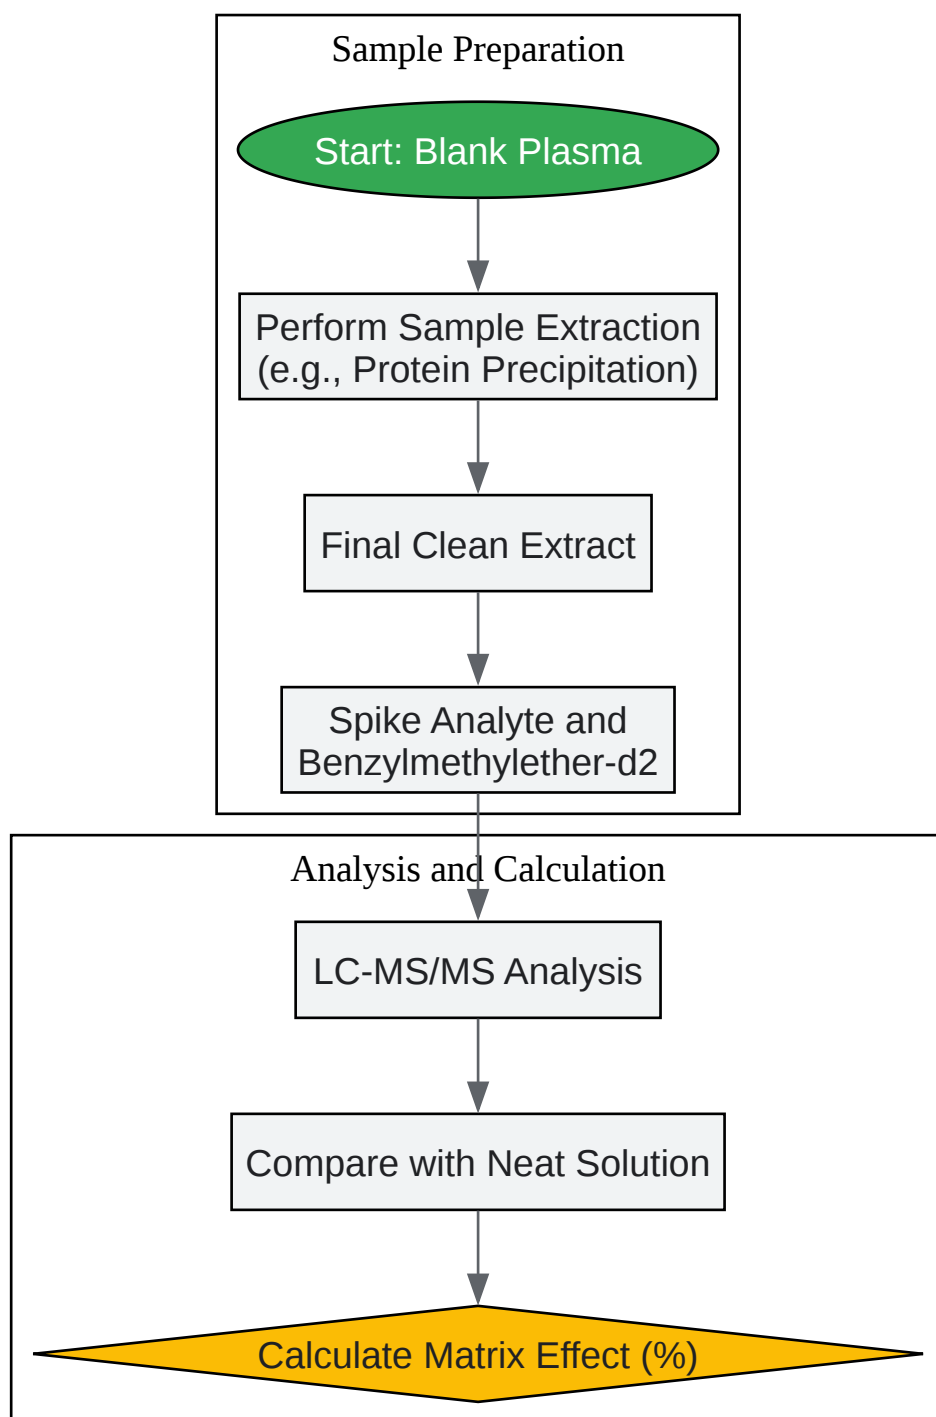 Sample Preparation
Start: Blank Plasma
Perform Sample Extraction
(e.g., Protein Precipitation)
Final Clean Extract
Spike Analyte and
Benzylmethylether-d2
Analysis and Calculation
LC-MS/MS Analysis
Compare with Neat Solution
Calculate Matrix Effect (%)